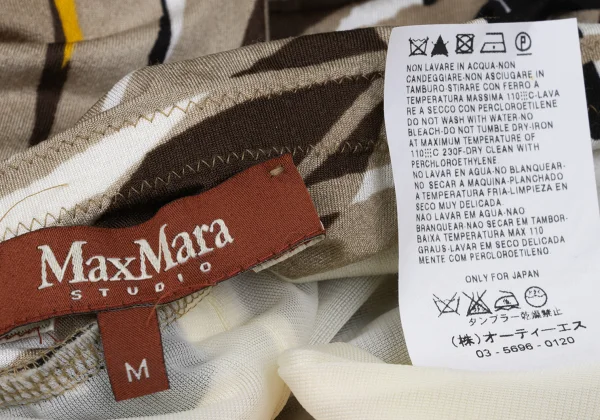 MaxMara
STUDIO
M
NON LAVARE IN ACQUA-NON
CANDEGGIARE-NON ASCIUGARE IN
TAMBURO-STIRARE CON FERRO A
TEMPERATURA MASSIMA 110░C-LAVA
RE A SECCO CON PERCLOROETILENE
DO NOT WASH WITH WATER-NO
BLEACH-DO NOT TUMBLE DRY-IRON
AT MAXIMUM TEMPERATURE OF
110░C 230F-DRY CLEAN WITH
PERCHLOROETHYLENE
NO LAVAR EN AGUA-NO BLANQUEAR-
NO SECAR A MAQUINA-PLANCHADO
A TEMPERATURA FRIA-LIMPIEZA EN
SECO MUY DELICADA
NÃO LAVAR EM AGUA-NÃO
BRANQUEAR-NÃO SECAR EM TAMBOR-
BAIXA TEMPERATURA MAX 110
GRAUS-LAVAR EM SECO DELICADA
MENTE COM PERCLOROETILENO
ONLY FOR JAPAN
タンブラー乾燥禁止
(株)オーティーエス
03-5696-0120